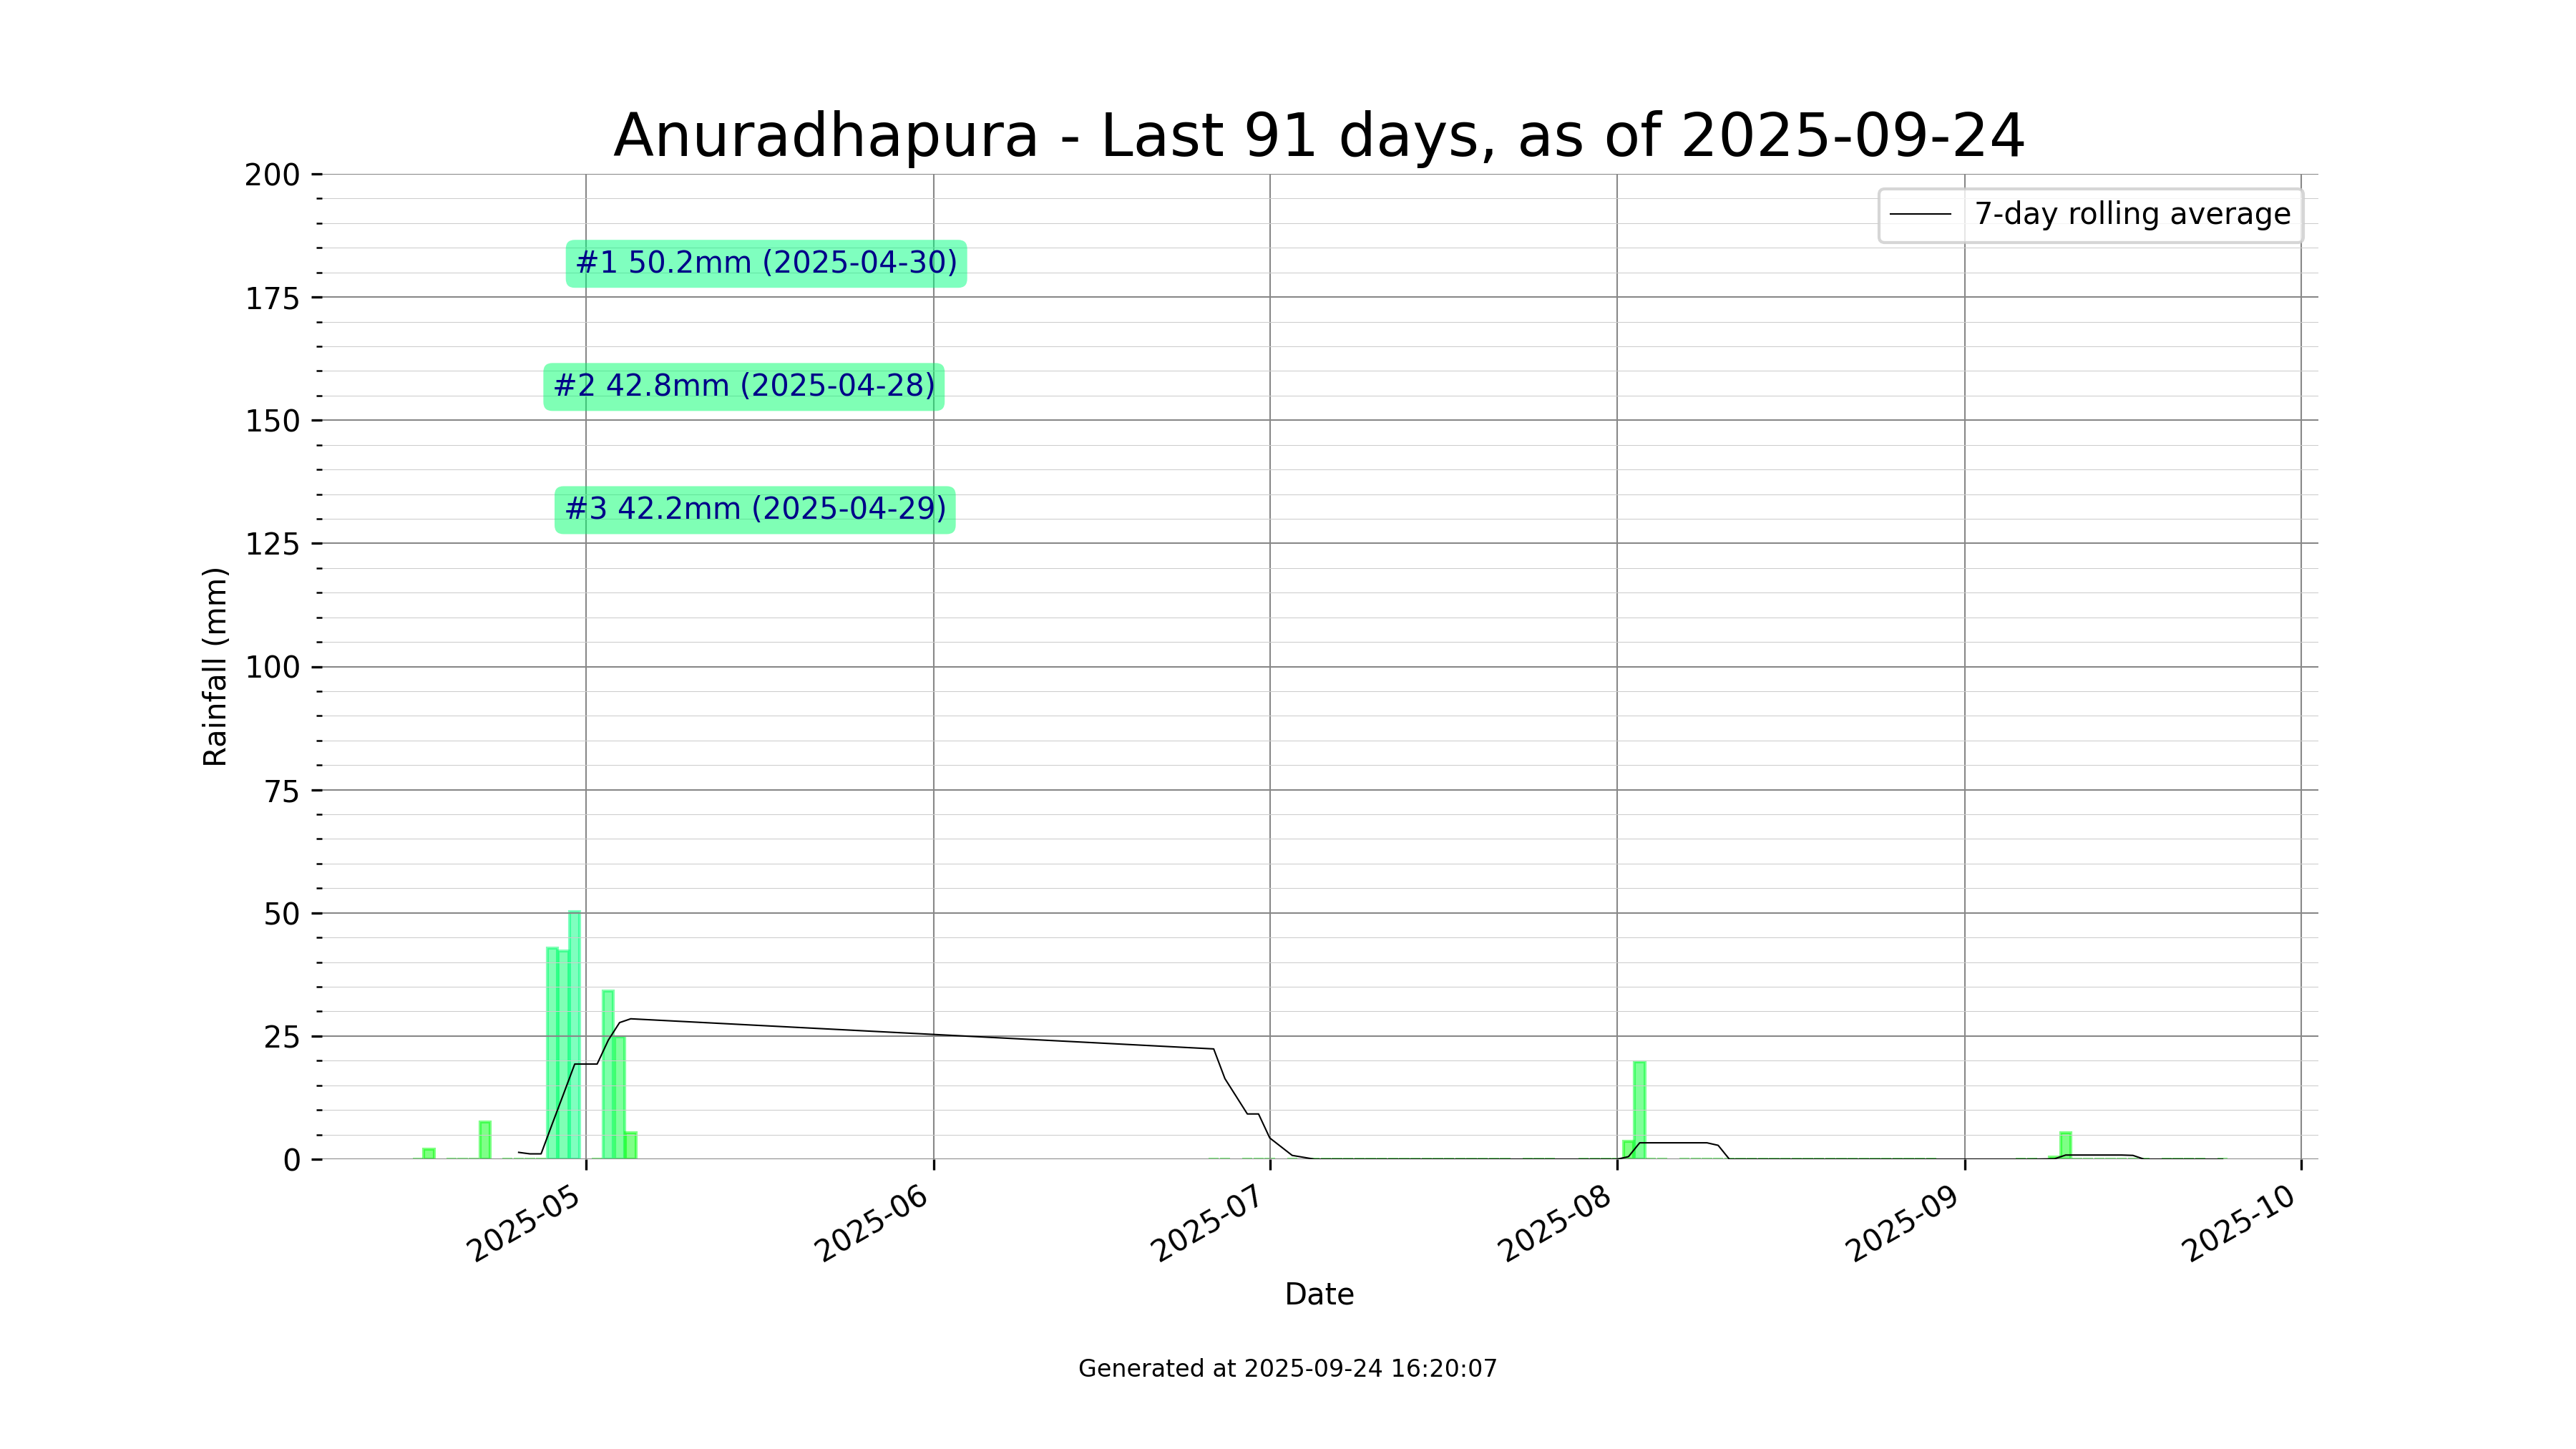 Anuradhapura - Last 91 days, as of 2025-09-24
200
175
150
125
100
75
50
25
0
Rainfall (mm)
7-day rolling average
#1 50.2mm (2025-04-30)
#2 42.8mm (2025-04-28)
#3 42.2mm (2025-04-29)
2025-05
2025-06
2025-07
2025-08
2025-09
2025-10
Date
Generated at 2025-09-24 16:20:07